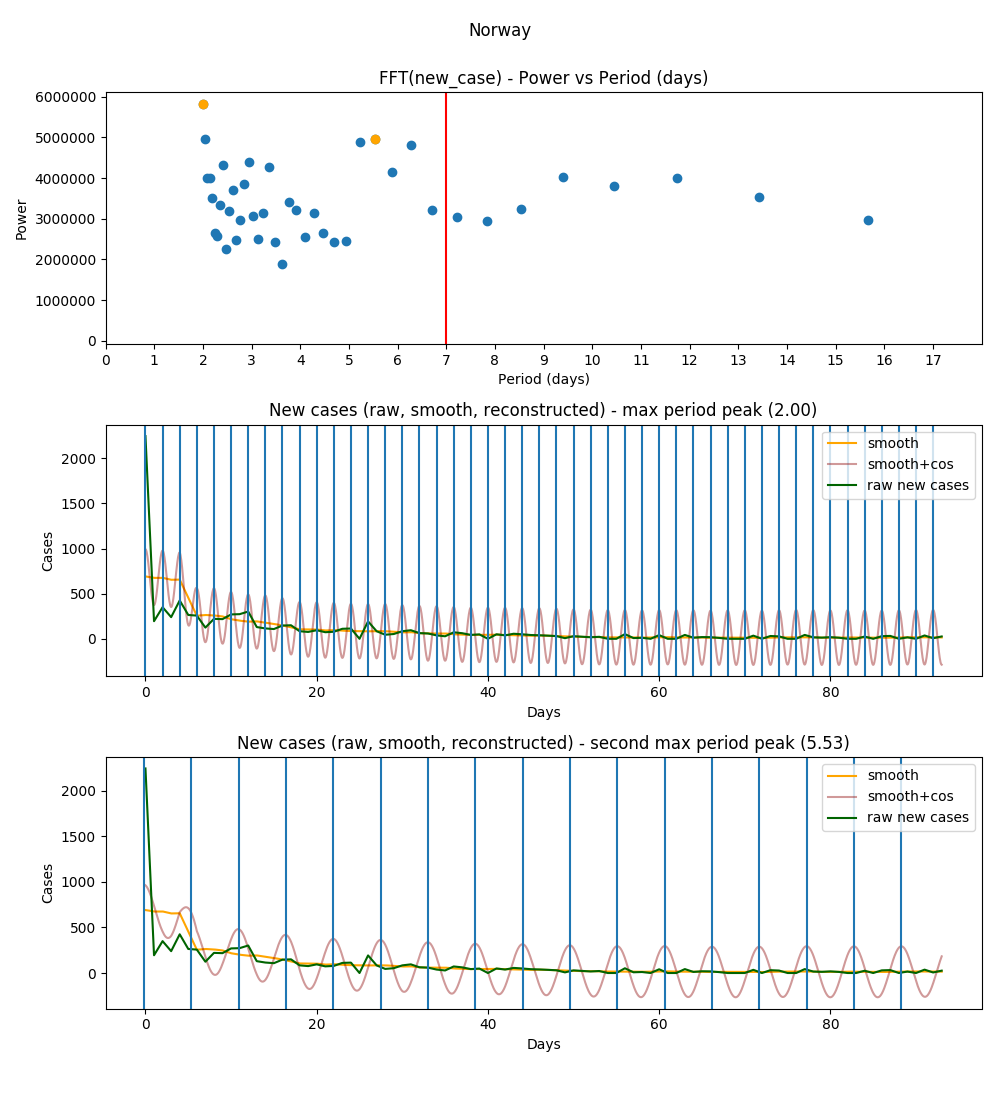 Norway
FFT(new_case) - Power vs Period (days)
6000000
5000000
4000000
3000000
2000000
1000000
0
Power
0 1 2 3 4 5 6 7 8 9 10 11 12 13 14 15 16 17
Period (days)
New cases (raw, smooth, reconstructed) - max period peak (2.00)
smooth
smooth+cos
raw new cases
2000
1500
1000
500
0
Cases
0 20 40 60 80
Days
New cases (raw, smooth, reconstructed) - second max period peak (5.53)
smooth
smooth+cos
raw new cases
2000
1500
1000
500
0
Cases
0 20 40 60 80
Days